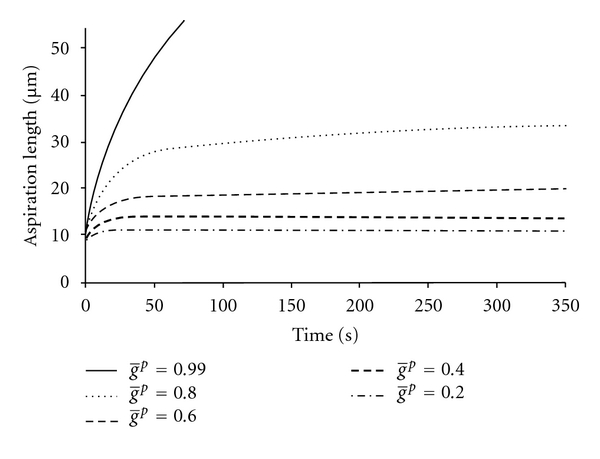 Aspiration length (μm)
50
40
30
20
10
0
0 50 100 150 200 250 300 350
Time (s)
g̅ᵖ = 0.99
g̅ᵖ = 0.8
g̅ᵖ = 0.6
g̅ᵖ = 0.4
g̅ᵖ = 0.2